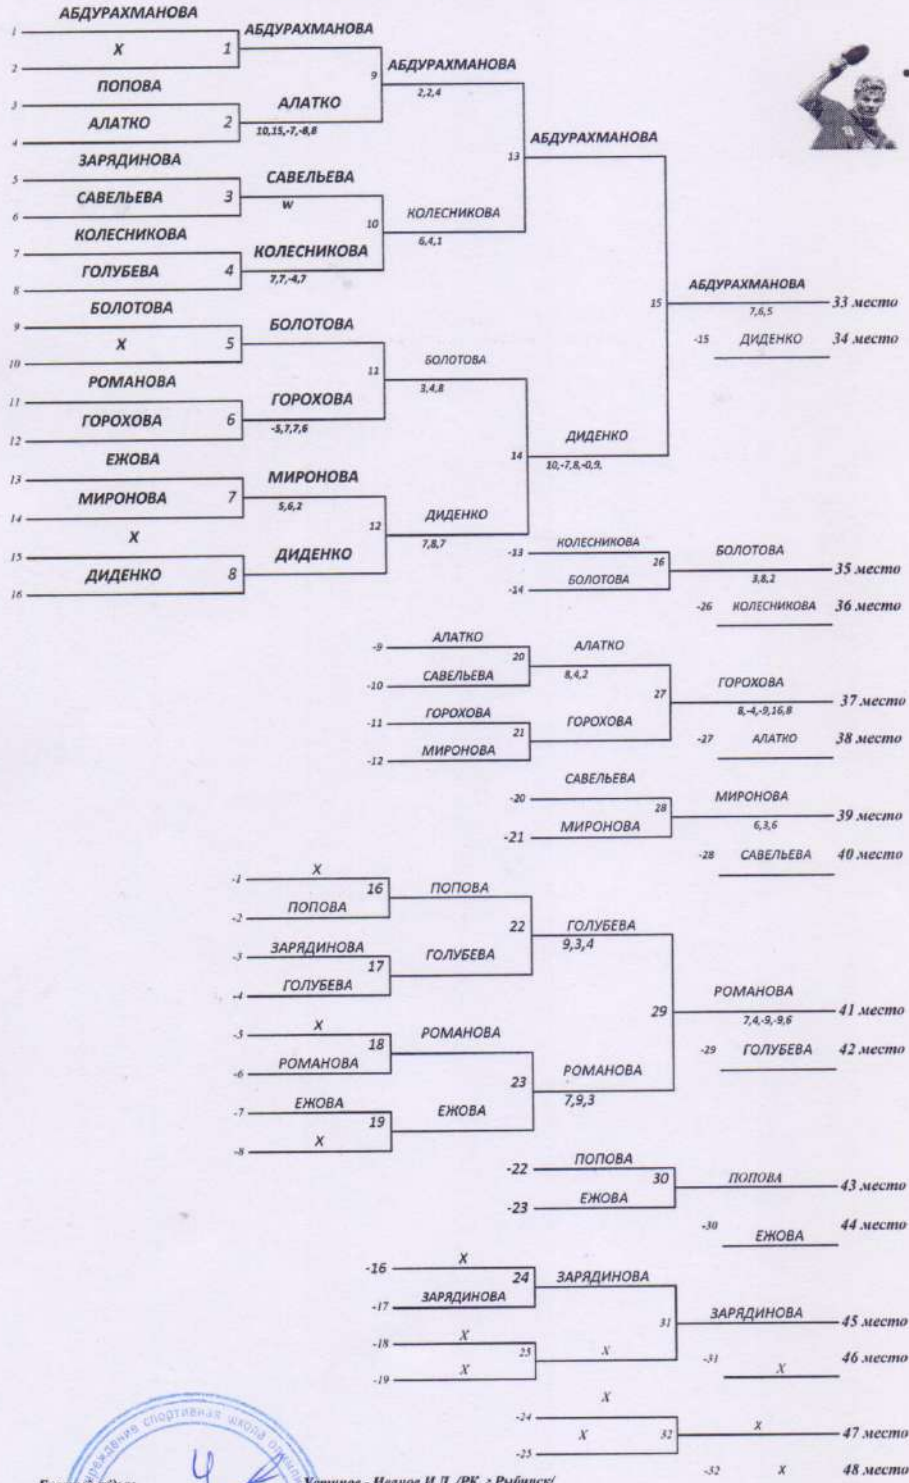 АБДУРАХМАНОВА
1
X 1
2
ПОПОВА
3
АЛАТКО 2
4
ЗАРЯДИНОВА
5
САВЕЛЬЕВА 3
6
КОЛЕСНИКОВА
7
ГОЛУБЕВА 4
8
БОЛОТОВА
9
X 5
10
РОМАНОВА
11
ГОРОХОВА 6
12
ЕЖОВА
13
МИРОНОВА 7
14
X
15
ДИДЕНКО 8
16
АБДУРАХМАНОВА
9
АЛАТКО
10,15,-7,-8,8
САВЕЛЬЕВА
W
10
КОЛЕСНИКОВА
7,7,-4,7
БОЛОТОВА
11
ГОРОХОВА
-5,7,7,6
МИРОНОВА
5,6,2
12
ДИДЕНКО
АБДУРАХМАНОВА
2,2,4
13
КОЛЕСНИКОВА
6,4,1
БОЛОТОВА
3,4,8
14
ДИДЕНКО
7,8,7
АБДУРАХМАНОВА
15
ДИДЕНКО
10,-7,8,-0,9,
АБДУРАХМАНОВА
7,6,5
33 место
-15 ДИДЕНКО 34 место
-13 КОЛЕСНИКОВА
26
-14 БОЛОТОВА
БОЛОТОВА
3,8,2
35 место
-26 КОЛЕСНИКОВА 36 место
-9 АЛАТКО
20
-10 САВЕЛЬЕВА
АЛАТКО
8,4,2
-11 ГОРОХОВА
21
-12 МИРОНОВА
ГОРОХОВА
27
ГОРОХОВА
8,-4,-9,16,8
37 место
-27 АЛАТКО 38 место
САВЕЛЬЕВА
-20
28
-21 МИРОНОВА
МИРОНОВА
6,3,6
39 место
-28 САВЕЛЬЕВА 40 место
-1 X
16
-2 ПОПОВА
ПОПОВА
-3 ЗАРЯДИНОВА
17
-4 ГОЛУБЕВА
ГОЛУБЕВА
22
ГОЛУБЕВА
9,3,4
-5 X
18
-6 РОМАНОВА
РОМАНОВА
-7 ЕЖОВА
19
-8 X
ЕЖОВА
23
РОМАНОВА
7,9,3
29
РОМАНОВА
7,4,-9,-9,6
41 место
-29 ГОЛУБЕВА 42 место
-22 ПОПОВА
30
-23 ЕЖОВА
ПОПОВА
43 место
-30 ЕЖОВА 44 место
-16 X
24
-17 ЗАРЯДИНОВА
ЗАРЯДИНОВА
-18 X
25
-19 X
X
31
ЗАРЯДИНОВА
45 место
-31 X 46 место
X
-24
X 32
-25
X
47 место
-32 X 48 место
спортивная школа
Иванов И.Л. /РК, г.Рыбинск/